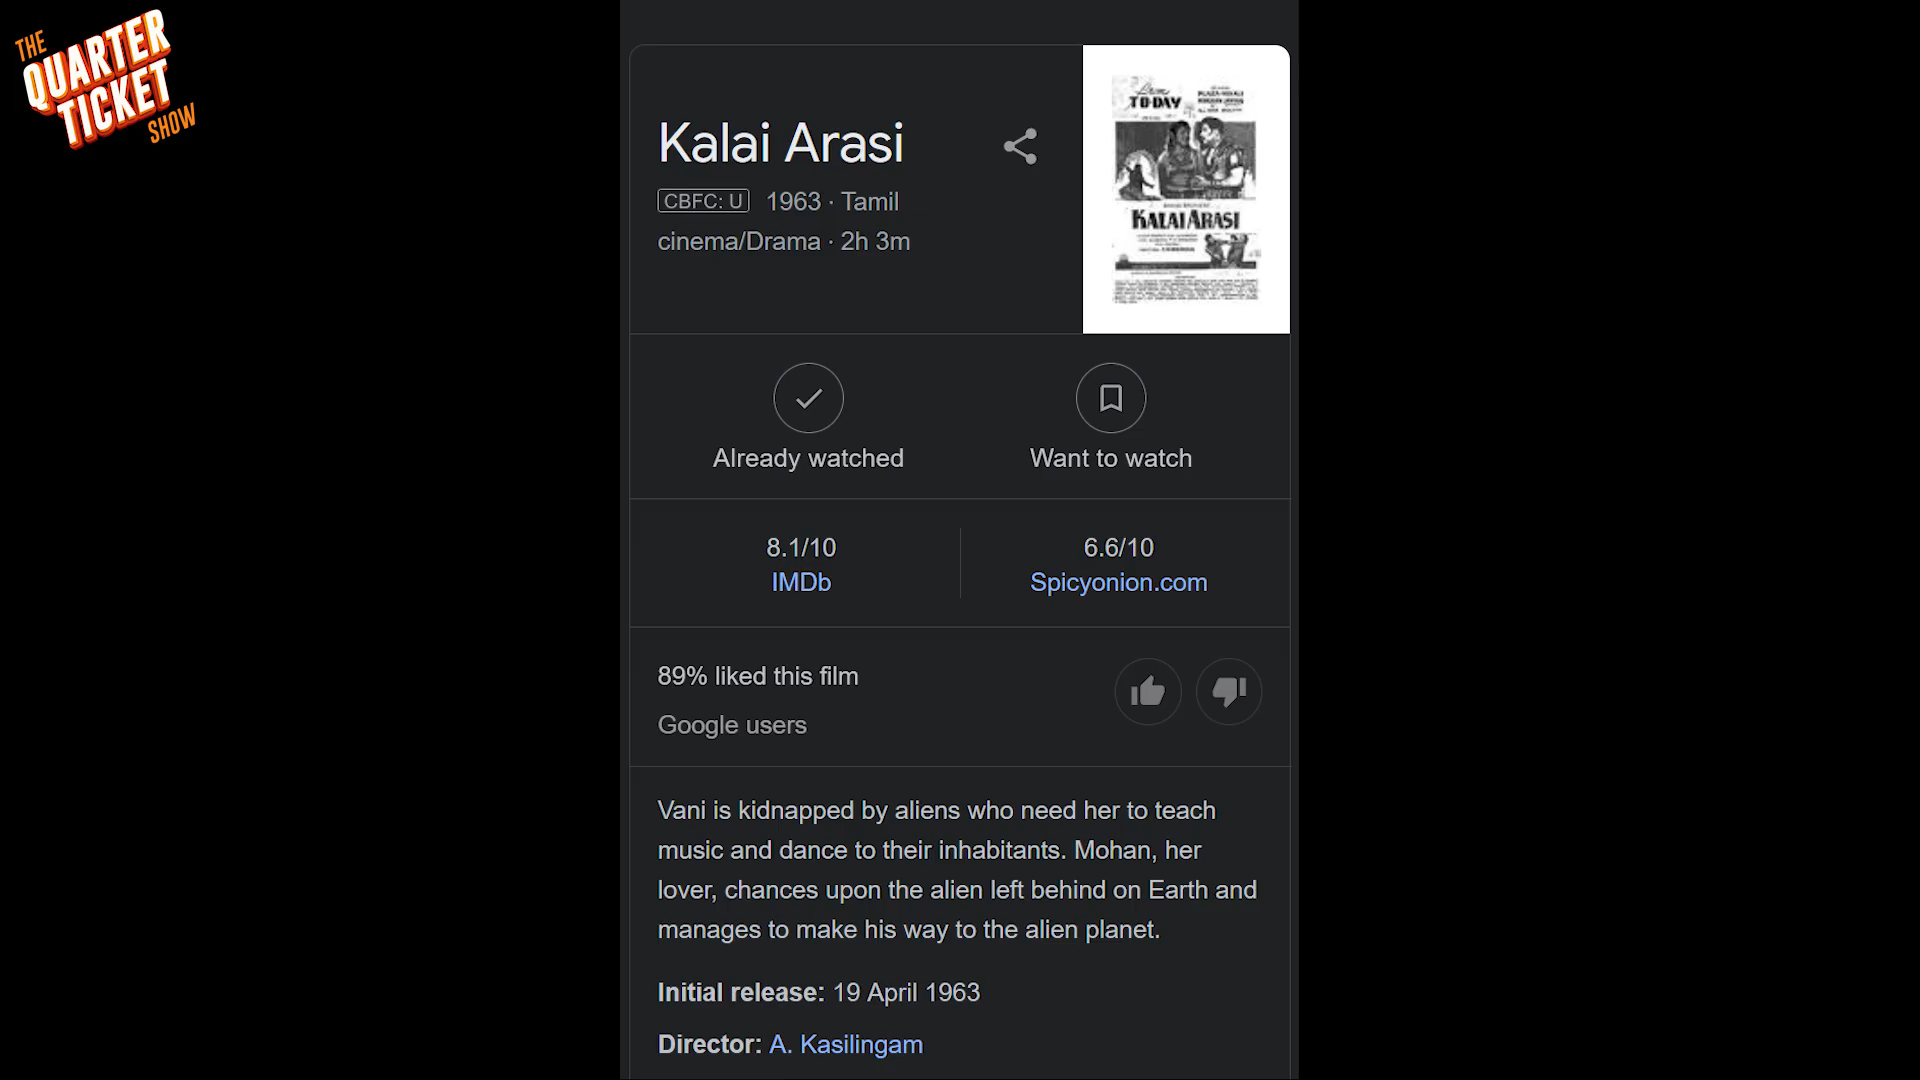 THE
QUARTER
TICKET
SHOW
Kalai Arasi
CBFC: U 1963 · Tamil
cinema/Drama · 2h 3m
TO-DAY
KALAI ARASI
Already watched
Want to watch
8.1/10
IMDb
6.6/10
Spicyonion.com
89% liked this film
Google users
Vani is kidnapped by aliens who need her to teach
music and dance to their inhabitants. Mohan, her
lover, chances upon the alien left behind on Earth and
manages to make his way to the alien planet.
Initial release: 19 April 1963
Director: A. Kasilingam